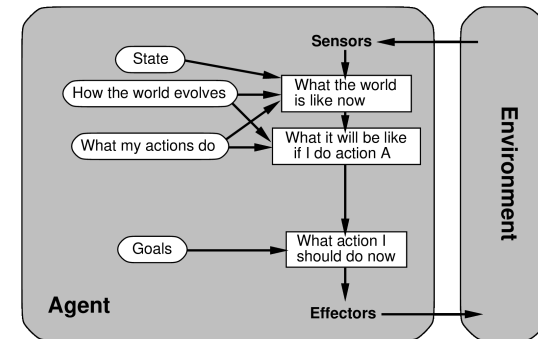 Sensors
State
What the world
is like now
How the world evolves
What my actions do
What it will be like
if I do action A
Goals
What action I
should do now
Agent
Effectors
Environment